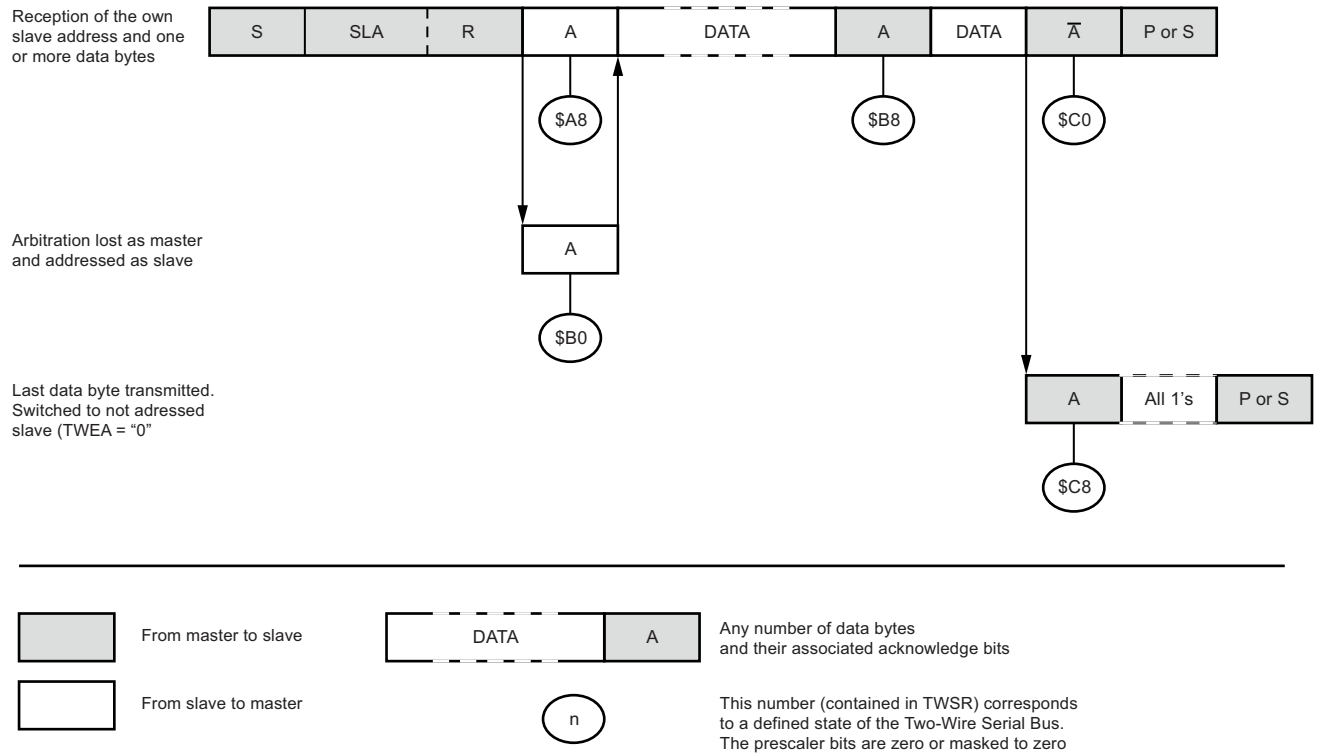 Reception of the own
slave address and one
or more data bytes
S SLA R A DATA A DATA A̅ P or S
$A8 $B8 $C0
Arbitration lost as master
and addressed as slave
A
$B0
Last data byte transmitted.
Switched to not adressed
slave (TWEA = “0”
A All 1's P or S
$C8
From master to slave
DATA A
Any number of data bytes
and their associated acknowledge bits
From slave to master
n
This number (contained in TWSR) corresponds
to a defined state of the Two-Wire Serial Bus.
The prescaler bits are zero or masked to zero